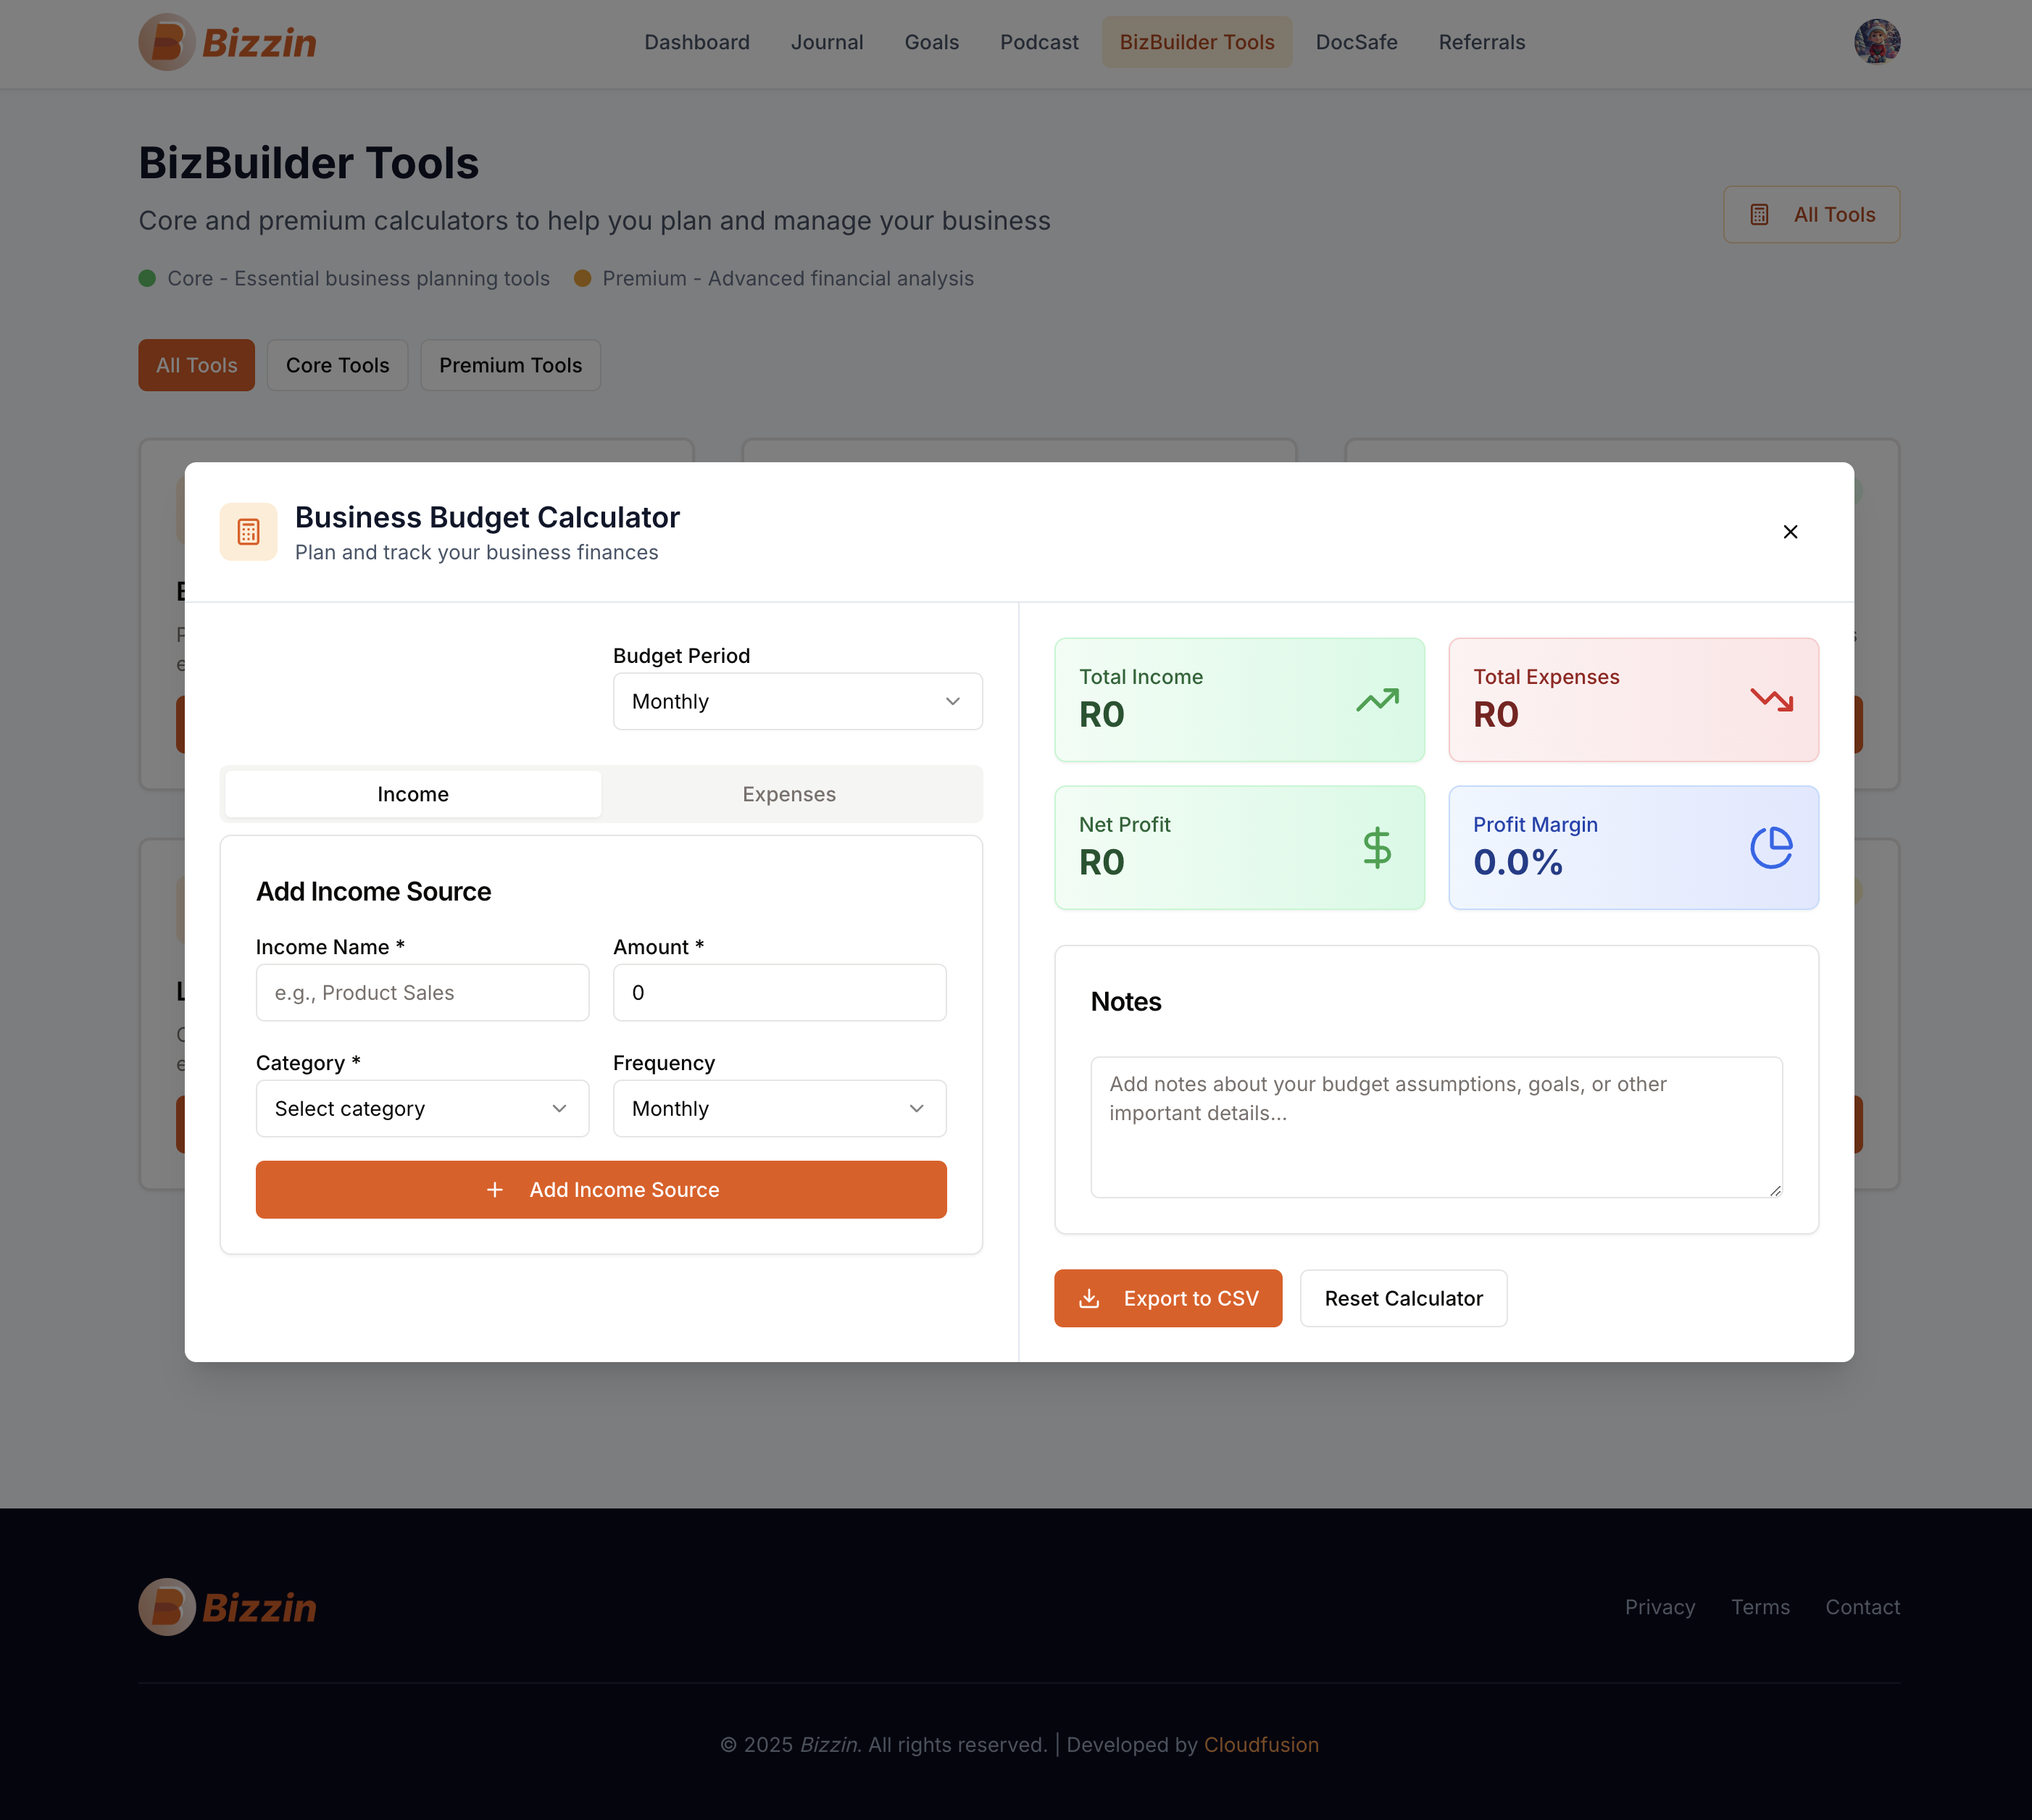 Bizzin
Dashboard
Journal
Goals
Podcast
BizBuilder Tools
DocSafe
Referrals
BizBuilder Tools
Core and premium calculators to help you plan and manage your business
All Tools
Core - Essential business planning tools
Premium - Advanced financial analysis
All Tools
Core Tools
Premium Tools
Business Budget Calculator
Plan and track your business finances
Budget Period
Monthly
Income
Expenses
Add Income Source
Income Name *
Amount *
e.g., Product Sales
0
Category *
Frequency
Select category
Monthly
+ Add Income Source
Total Income
R0
Total Expenses
R0
Net Profit
R0
Profit Margin
0.0%
Notes
Add notes about your budget assumptions, goals, or other
important details...
Export to CSV
Reset Calculator
Bizzin
Privacy
Terms
Contact
© 2025 Bizzin. All rights reserved. | Developed by Cloudfusion